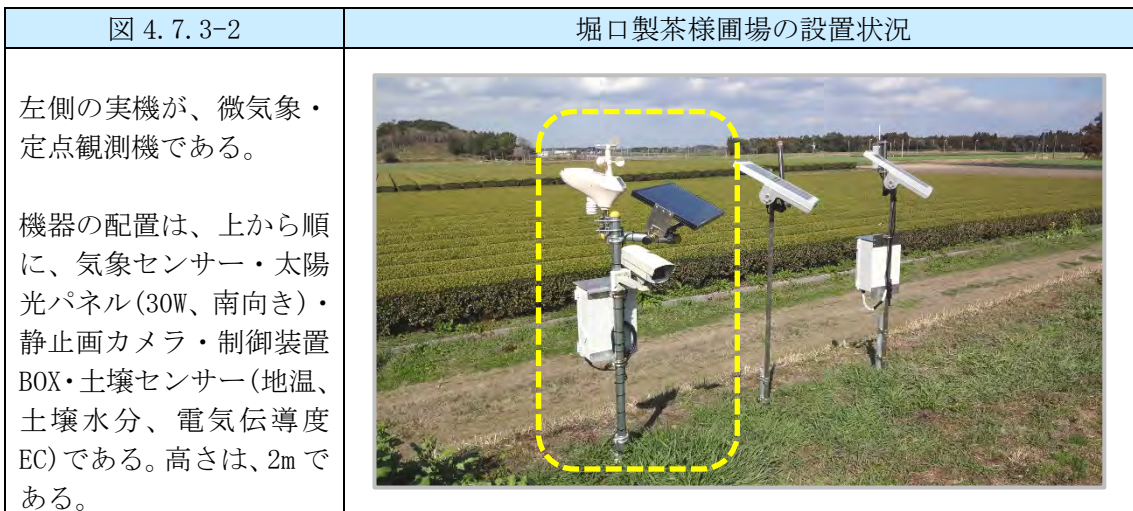 図 4.7.3-2
堀口製茶様圃場の設置状況
左側の実機が、微気象・
定点観測機である。
機器の配置は、上から順
に、気象センサー・太陽
光パネル(30W、南向き)・
静止画カメラ・制御装置
BOX・土壌センサー(地温、
土壌水分、電気伝導度
EC)である。高さは、2m で
ある。